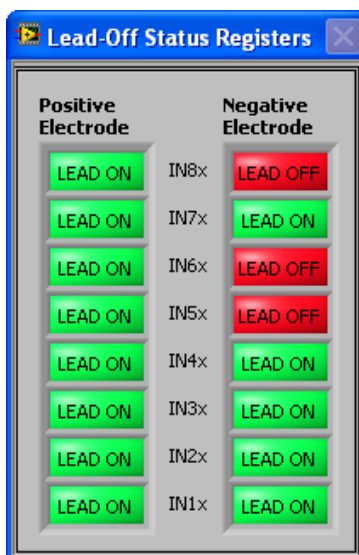 Lead-Off Status Registers
Positive Electrode
Negative Electrode
LEAD ON IN8x LEAD OFF
LEAD ON IN7x LEAD ON
LEAD ON IN6x LEAD OFF
LEAD ON IN5x LEAD OFF
LEAD ON IN4x LEAD ON
LEAD ON IN3x LEAD ON
LEAD ON IN2x LEAD ON
LEAD ON IN1x LEAD ON